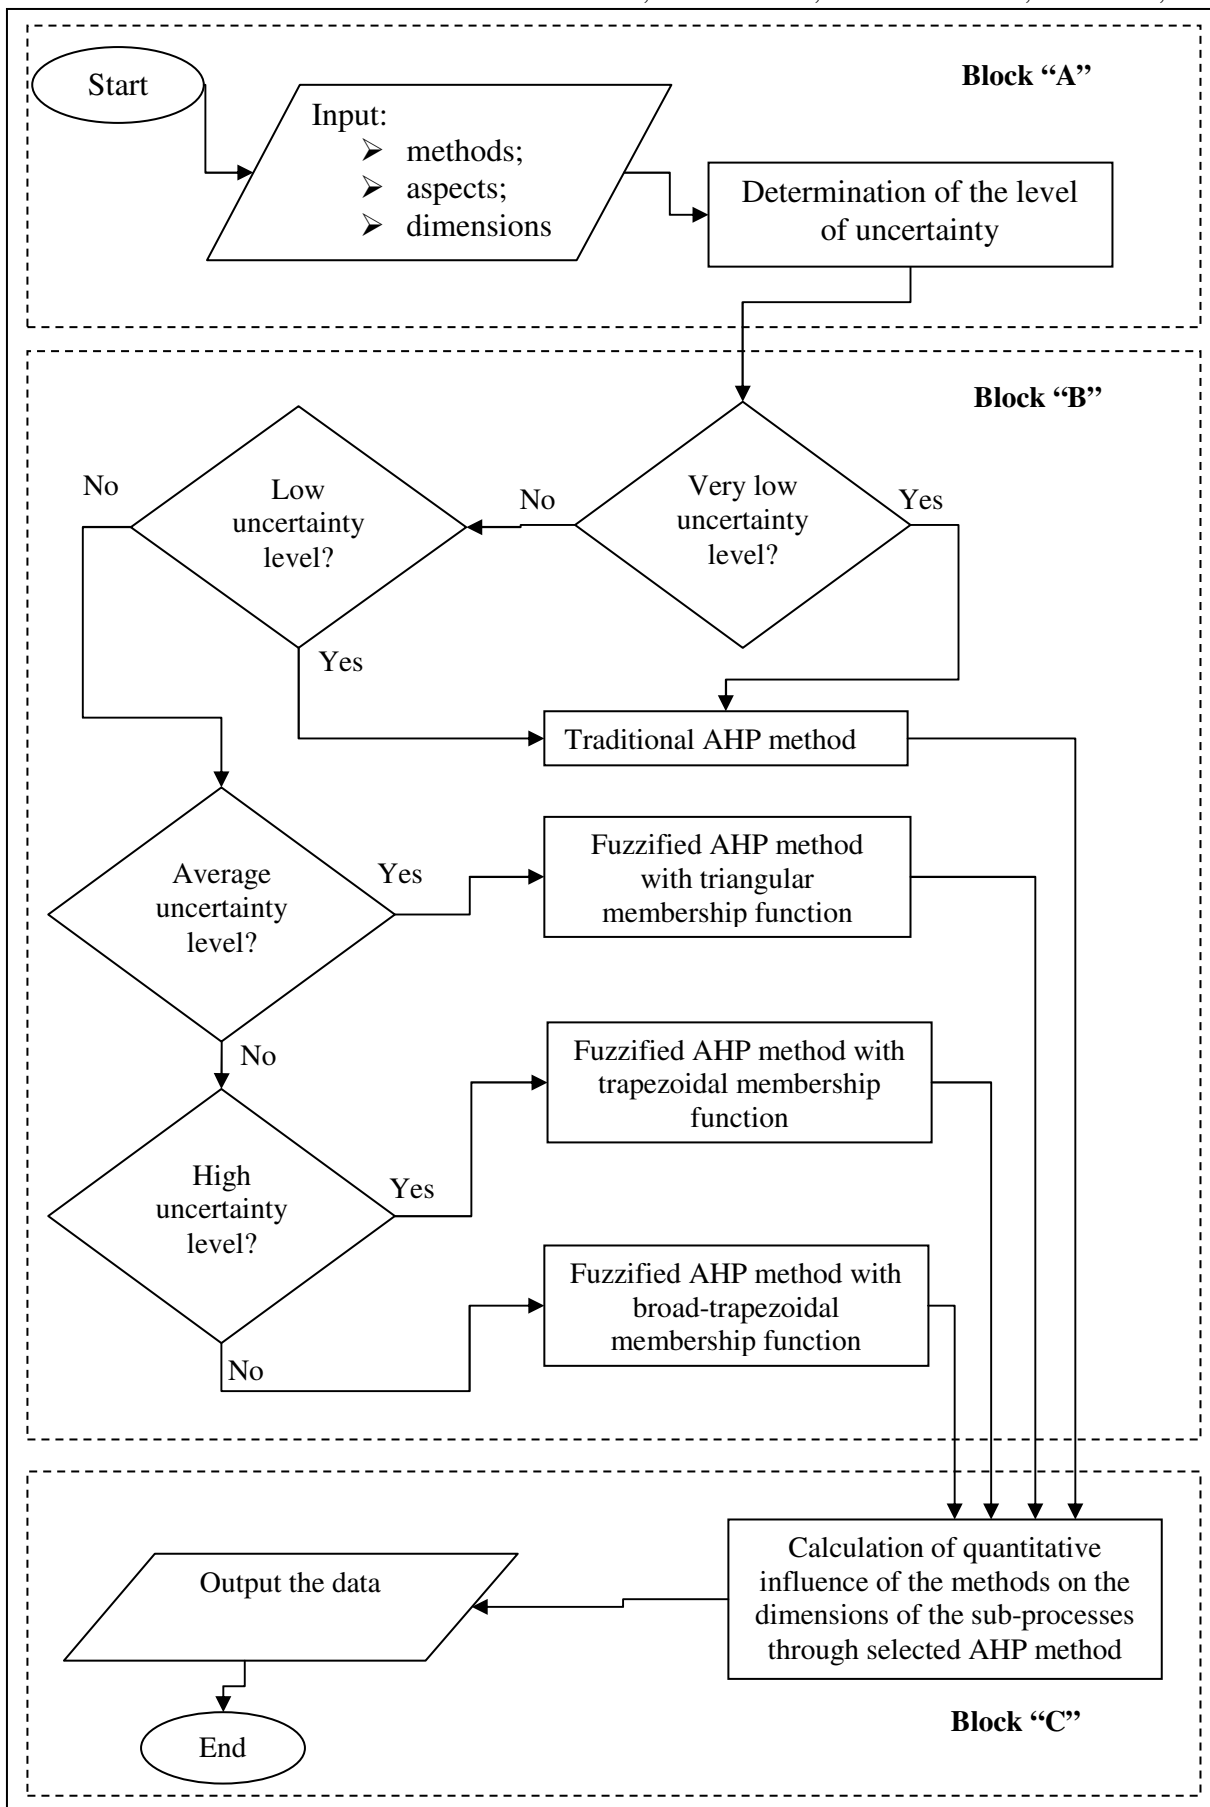 Start
Block “A”
Input:
➢ methods;
➢ aspects;
➢ dimensions
Determination of the level
of uncertainty
Block “B”
No
Low
uncertainty
level?
No
Very low
uncertainty
level?
Yes
Yes
Traditional AHP method
Average
uncertainty
level?
Yes
Fuzzified AHP method
with triangular
membership function
No
Fuzzified AHP method with
trapezoidal membership
function
High
uncertainty
level?
Yes
Fuzzified AHP method with
broad-trapezoidal
membership function
No
Calculation of quantitative
influence of the methods on the
dimensions of the sub-processes
through selected AHP method
Output the data
Block “C”
End